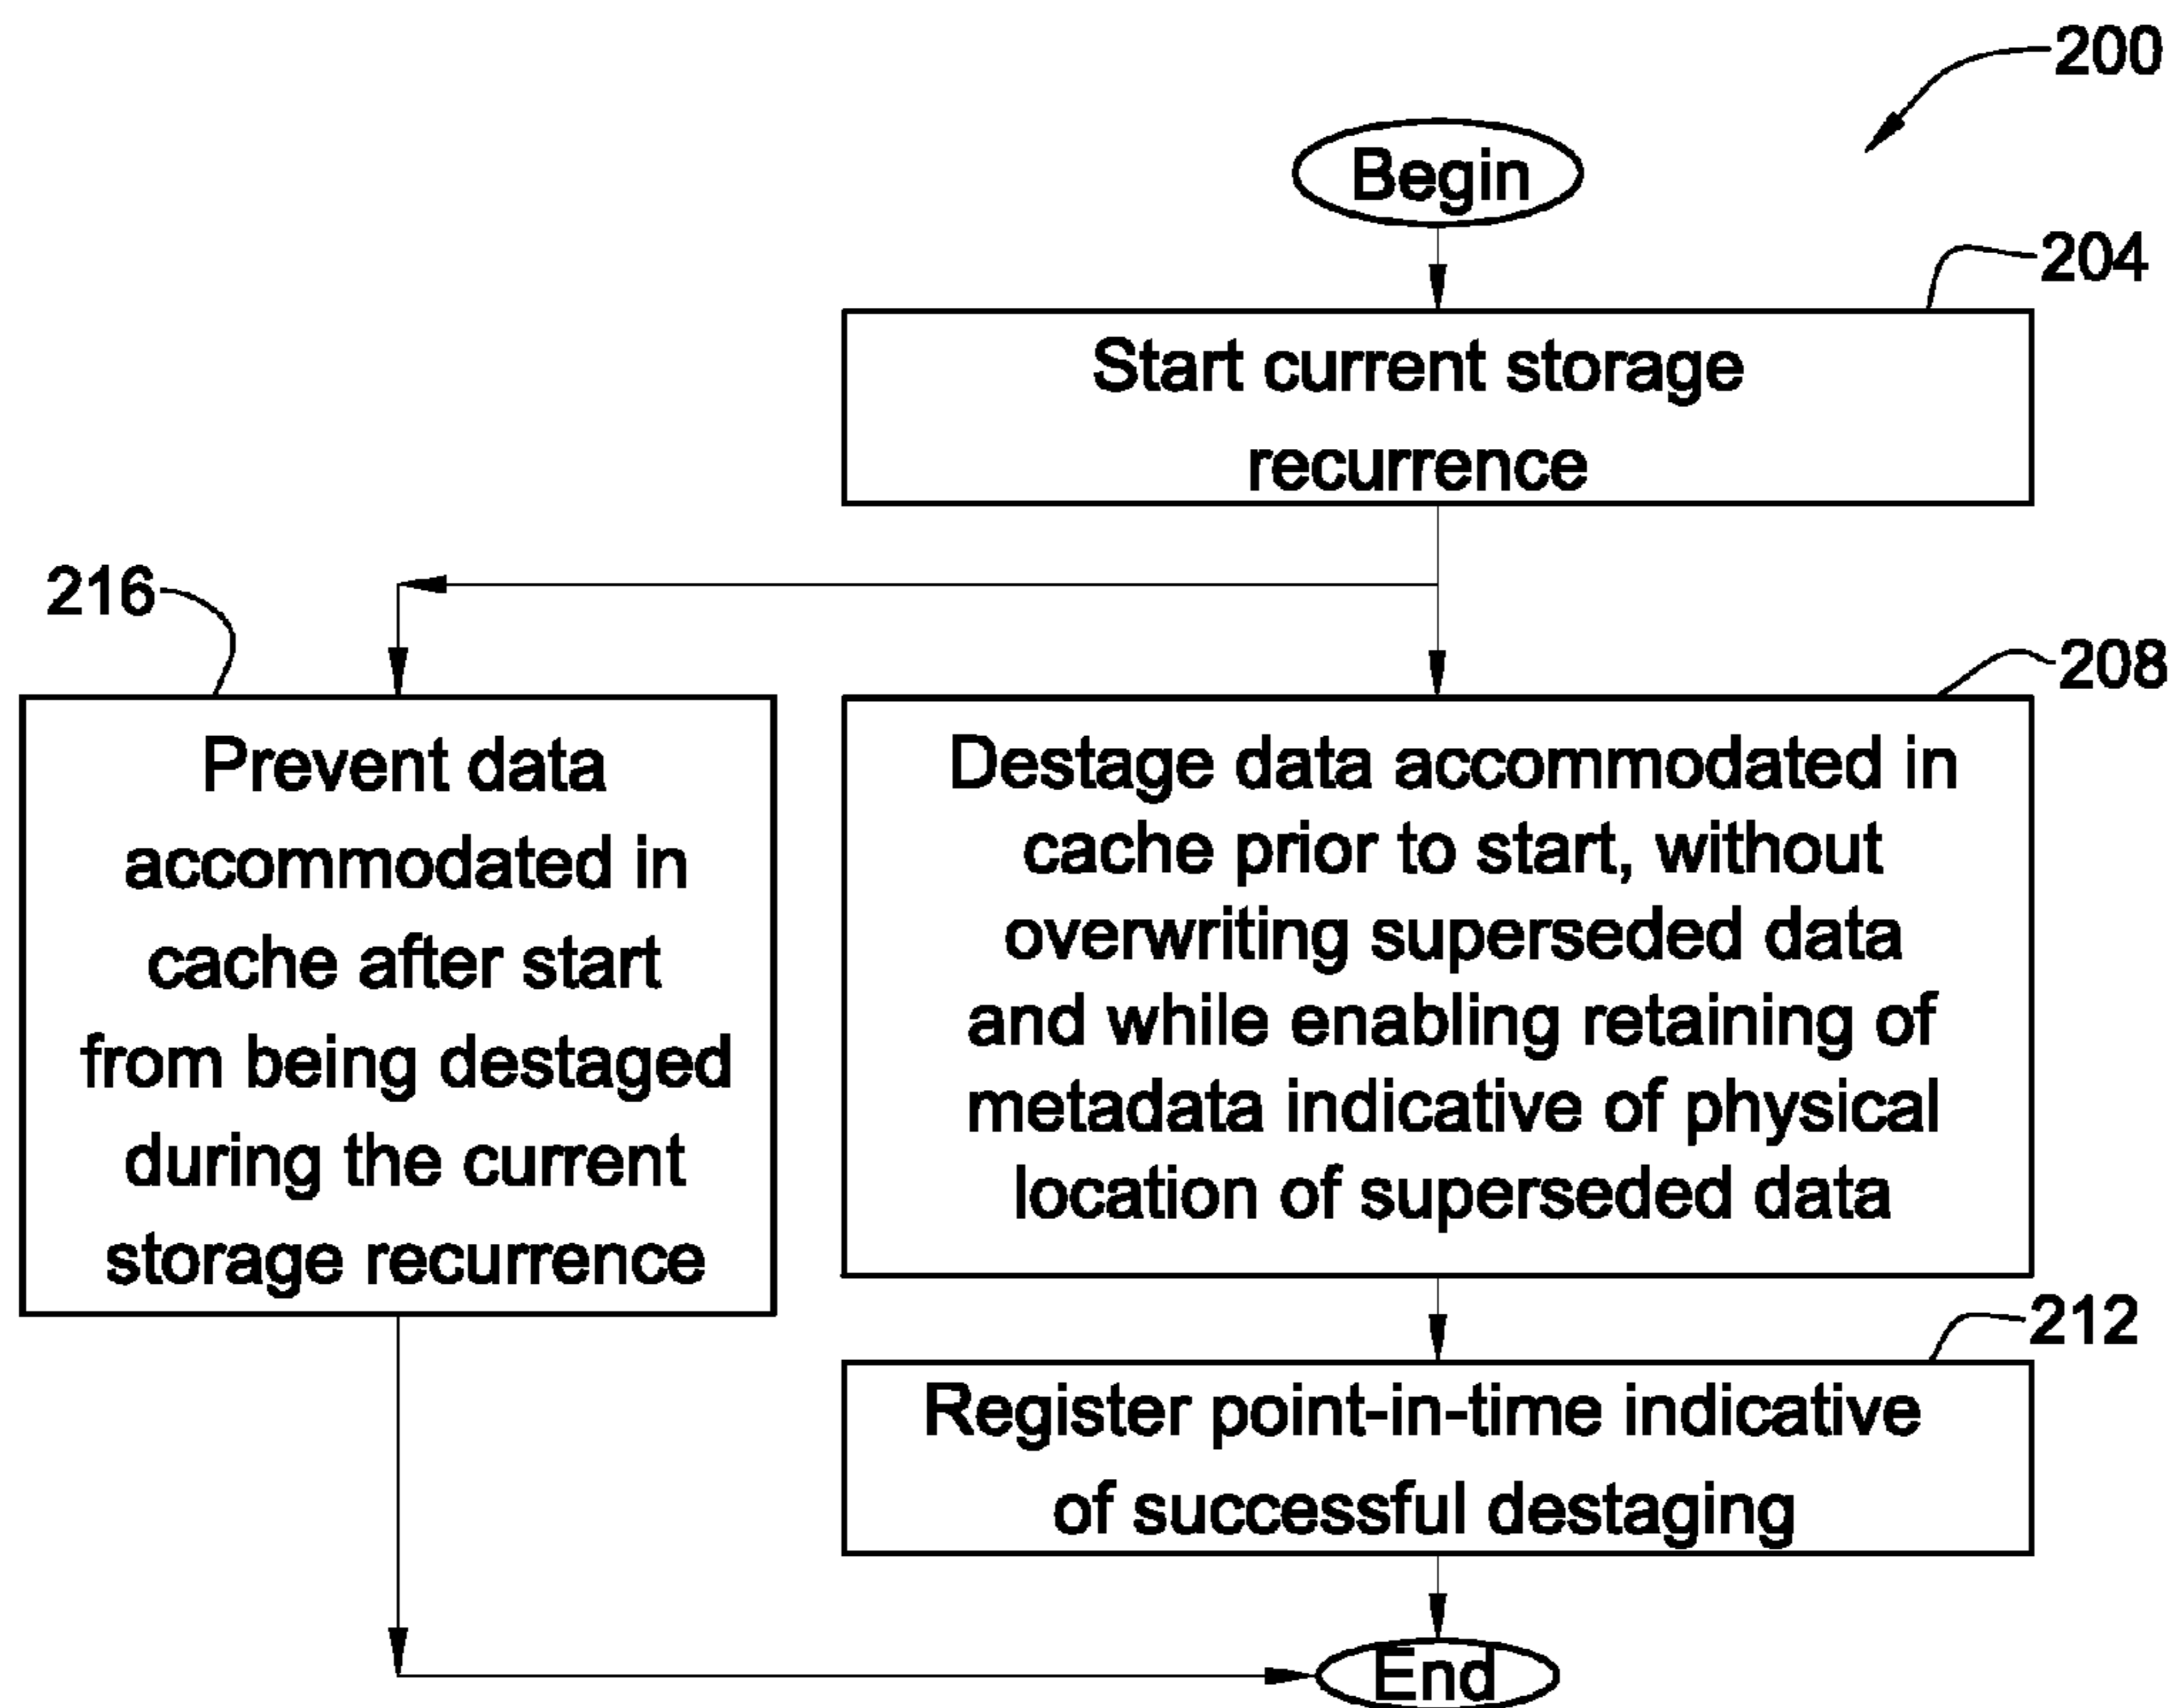 200
Begin
204
Start current storage
recurrence
216
208
Prevent data
accommodated in
cache after start
from being destaged
during the current
storage recurrence
Destage data accommodated in
cache prior to start, without
overwriting superseded data
and while enabling retaining of
metadata indicative of physical
location of superseded data
212
Register point-in-time indicative
of successful destaging
End